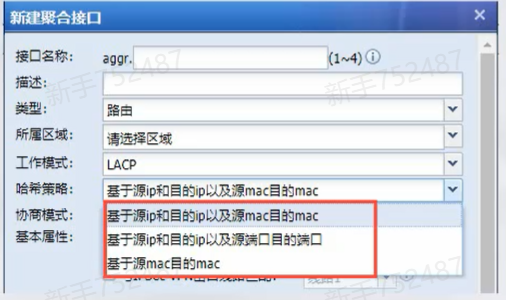 新建聚合接口
接口名称: aggr. (1~4)
描述:
类型: 路由
所属区域: 请选择区域
工作模式: LACP
哈希策略: 基于源ip和目的ip以及源mac目的mac
协商模式: 基于源ip和目的ip以及源mac目的mac
基本属性: 基于源ip和目的ip以及源端口目的端口
基于源mac目的mac
新手752487
新手752487